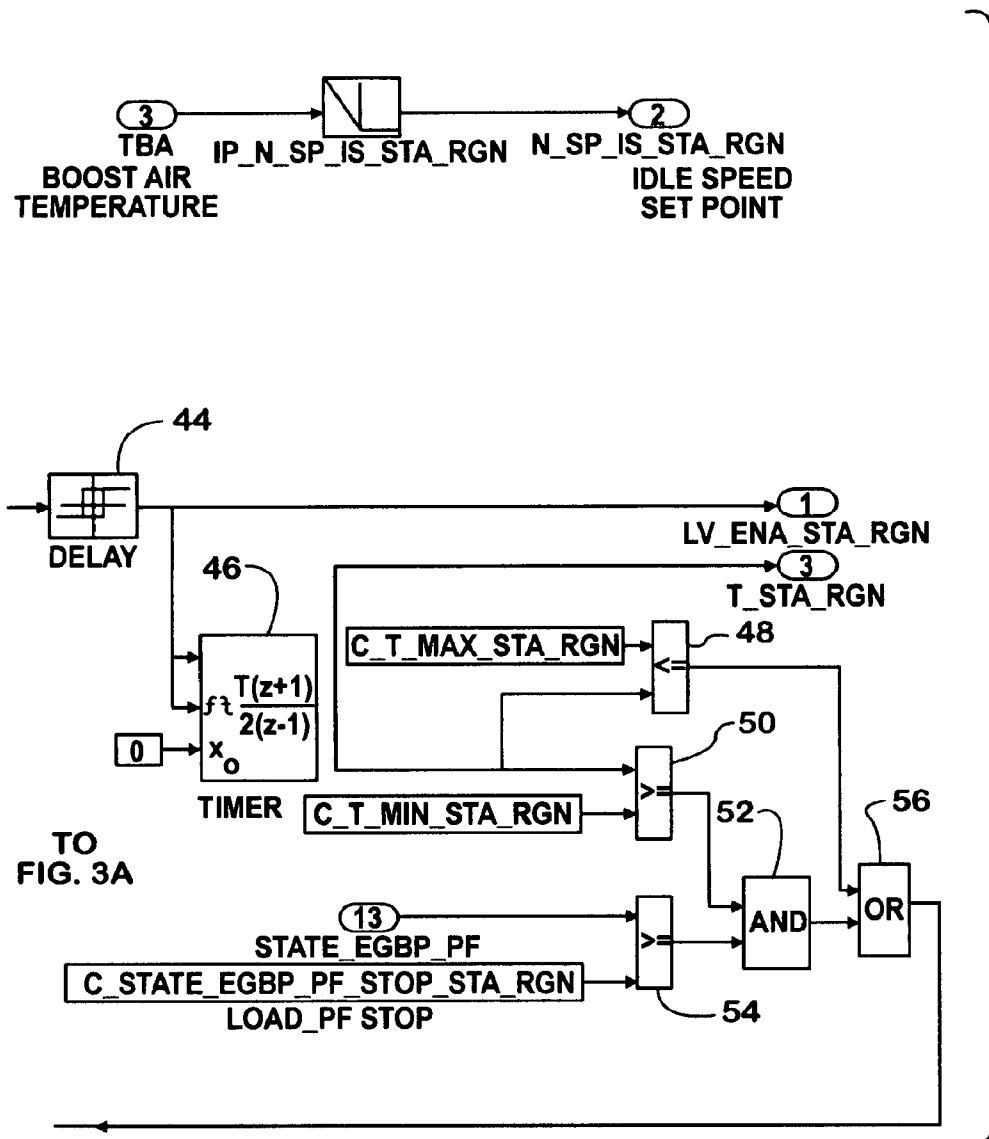 3
TBA
BOOST AIR
TEMPERATURE
IP_N_SP_IS_STA_RGN
2
N_SP_IS_STA_RGN
IDLE SPEED
SET POINT
44
DELAY
1
LV_ENA_STA_RGN
3
T_STA_RGN
46
T(z+1)
2(z-1)
x₀
0
TIMER
C_T_MAX_STA_RGN
<=
48
50
>=
C_T_MIN_STA_RGN
52
56
TO
FIG. 3A
13
STATE_EGBP_PF
>=
AND
OR
C_STATE_EGBP_PF_STOP_STA_RGN
LOAD_PF STOP
54